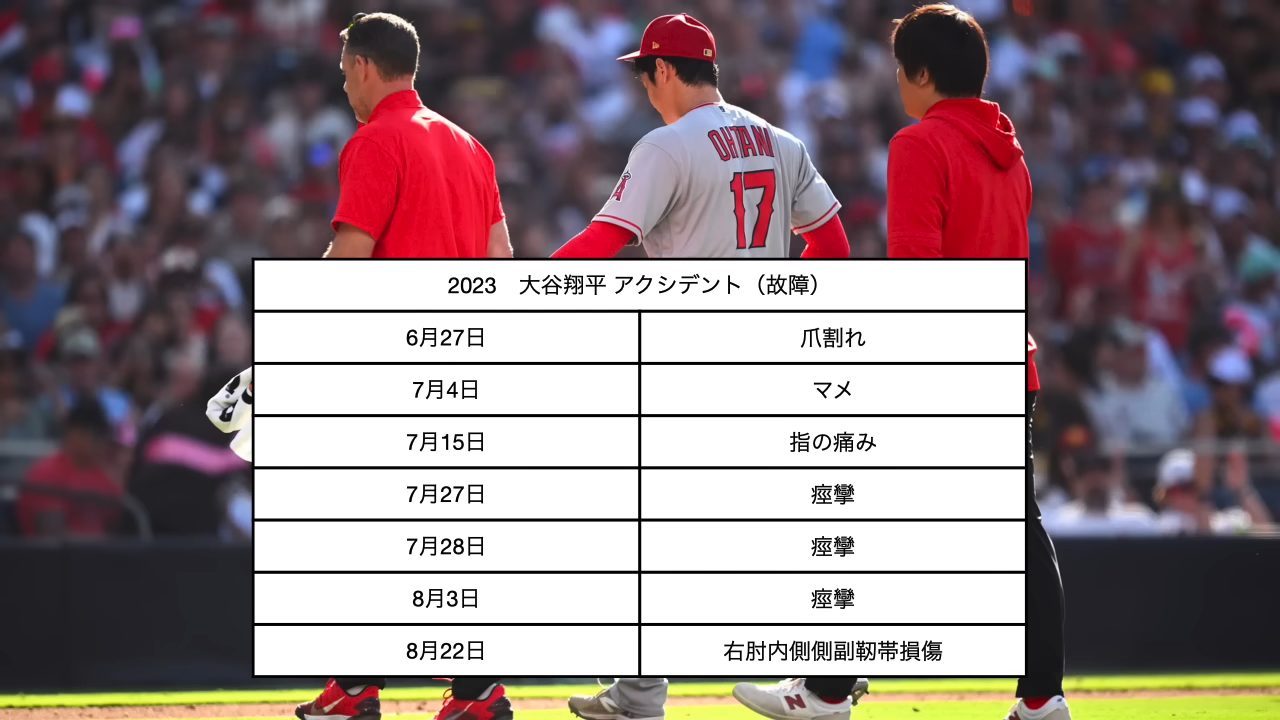 OHTANI
17
A
2023 大谷翔平 アクシデント（故障）
6月27日 爪割れ
7月4日 マメ
7月15日 指の痛み
7月27日 痙攣
7月28日 痙攣
8月3日 痙攣
8月22日 右肘内側側副靭帯損傷
N